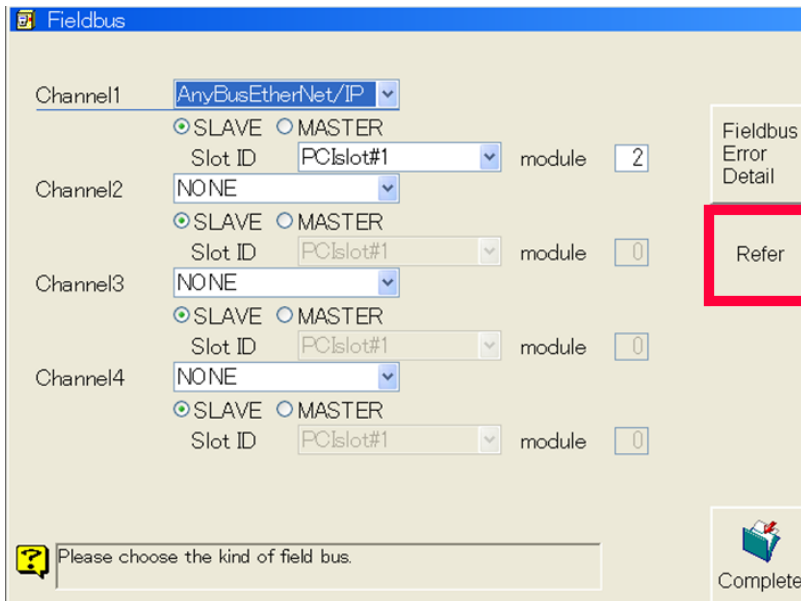 Fieldbus
Channel1 AnyBusEtherNet/IP
SLAVE MASTER
Slot ID PCIslot#1 module 2
Channel2 NONE
SLAVE MASTER
Slot ID PCIslot#1 module 0
Channel3 NONE
SLAVE MASTER
Slot ID PCIslot#1 module 0
Channel4 NONE
SLAVE MASTER
Slot ID PCIslot#1 module 0
Fieldbus
Error
Detail
Refer
Please choose the kind of field bus.
Complete